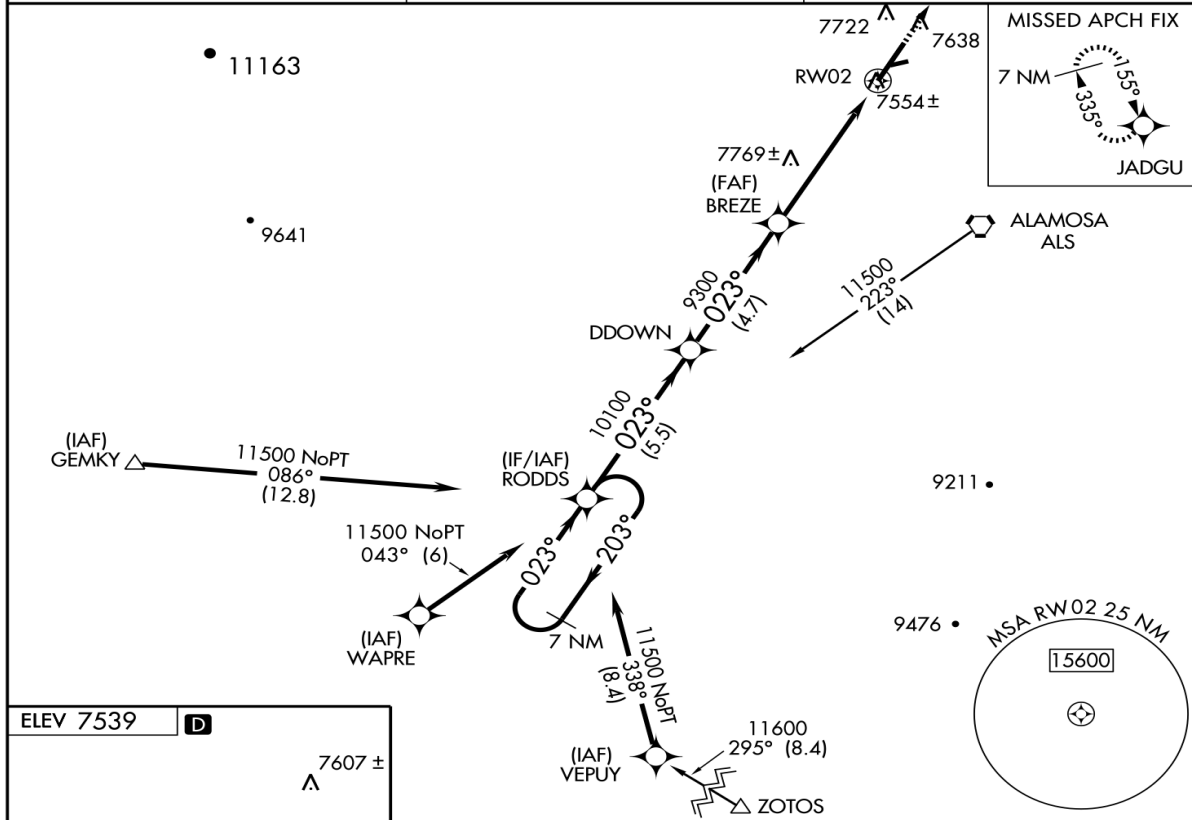 7722
7638
MISSED APCH FIX
11163
7 NM
155°
335°
JADGU
RW02
7554 ±
7769 ±
(FAF)
BREZE
9641
ALAMOSA
ALS
11500
223°
(14)
9300
023°
(4.7)
DDOWN
10100
023°
(5.5)
(IAF)
GEMKY
11500 NoPT
086°
(12.8)
(IF/IAF)
RODDS
9211
11500 NoPT
043° (6)
023°
203°
7 NM
(IAF)
WAPRE
11500 NoPT
338°
(8.4)
9476
MSA RW 02 25 NM
15600
ELEV 7539
D
7607 ±
(IAF)
VEPUY
11600
295° (8.4)
ZOTOS